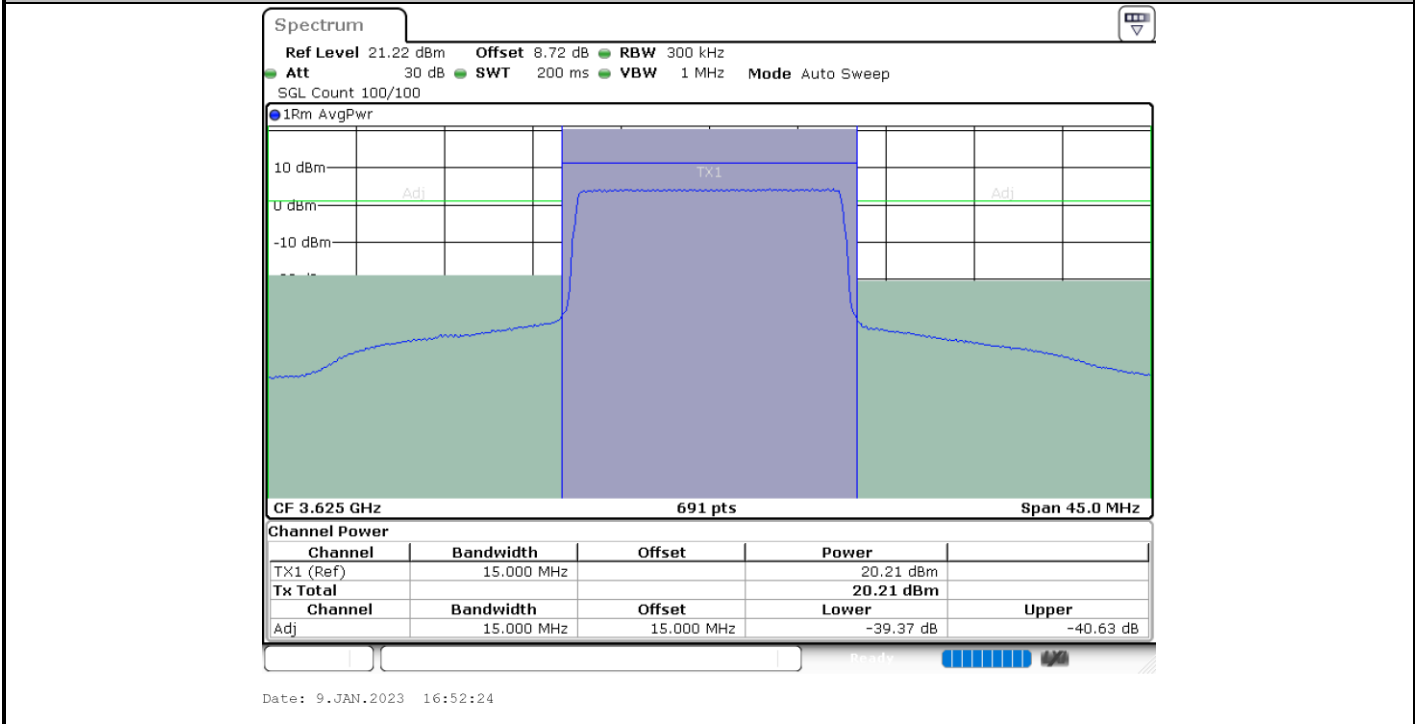 Spectrum
Ref Level 21.22 dBm Offset 8.72 dB RBW 300 kHz
Att 30 dB SWT 200 ms VBW 1 MHz Mode Auto Sweep
SGL Count 100/100
1Rm AvgPwr
10 dBm
TX1
Adj Adj
0 dBm
-10 dBm
CF 3.625 GHz 691 pts Span 45.0 MHz
Channel Power
Channel Bandwidth Offset Power
TX1 (Ref) 15.000 MHz 20.21 dBm
Tx Total 20.21 dBm
Channel Bandwidth Offset Lower Upper
Adj 15.000 MHz 15.000 MHz -39.37 dB -40.63 dB
Ready
Date: 9.JAN.2023 16:52:24